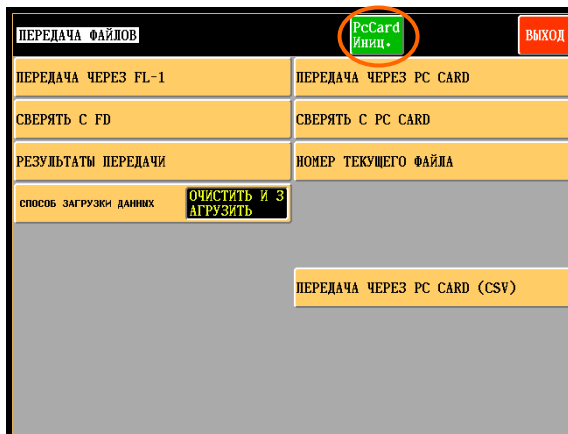 ПЕРЕДАЧА ФАЙЛОВ
PcCard
Иниц.
ВЫХОД
ПЕРЕДАЧА ЧЕРЕЗ FL-1
ПЕРЕДАЧА ЧЕРЕЗ PC CARD
СВЕРЯТЬ С FD
СВЕРЯТЬ С PC CARD
РЕЗУЛЬТАТЫ ПЕРЕДАЧИ
НОМЕР ТЕКУЩЕГО ФАЙЛА
СПОСОБ ЗАГРУЗКИ ДАННЫХ
ОЧИСТИТЬ И З
АГРУЗИТЬ
ПЕРЕДАЧА ЧЕРЕЗ PC CARD (CSV)